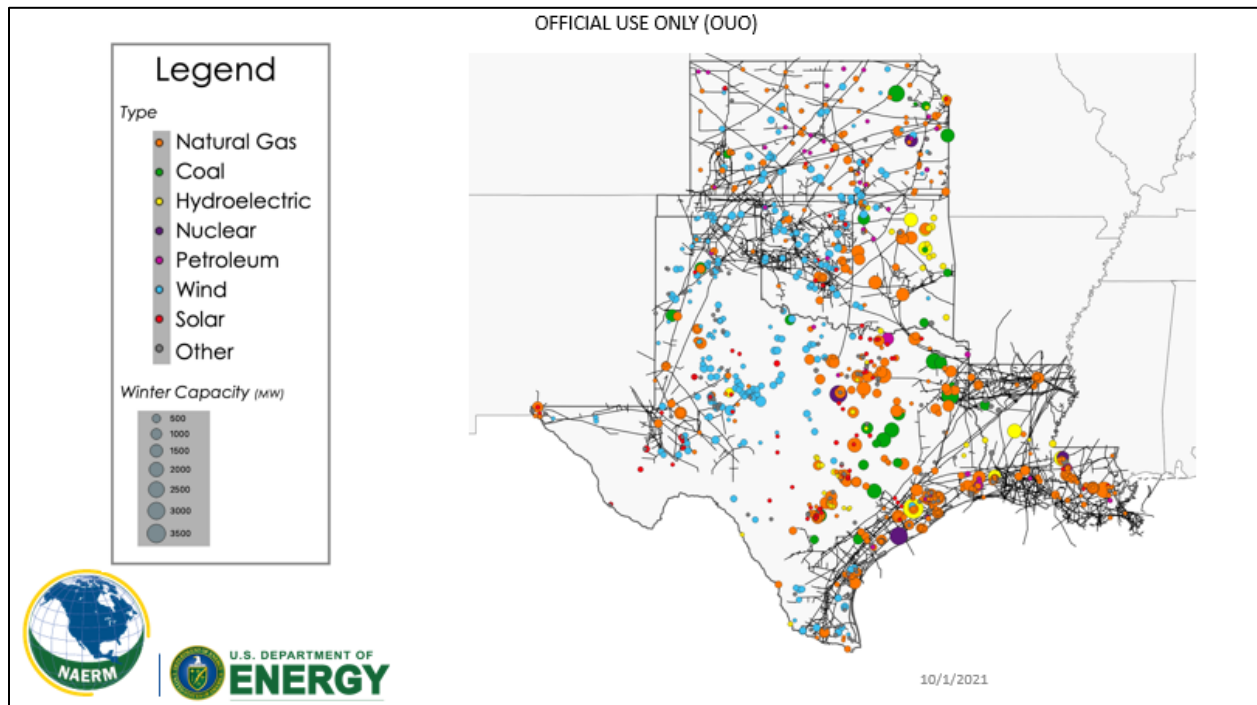 OFFICIAL USE ONLY (OUO)
Legend
Type
Natural Gas
Coal
Hydroelectric
Nuclear
Petroleum
Wind
Solar
Other
Winter Capacity (MW)
500
1000
1500
2000
2500
3000
3500
NAERM
U.S. DEPARTMENT OF
ENERGY
10/1/2021